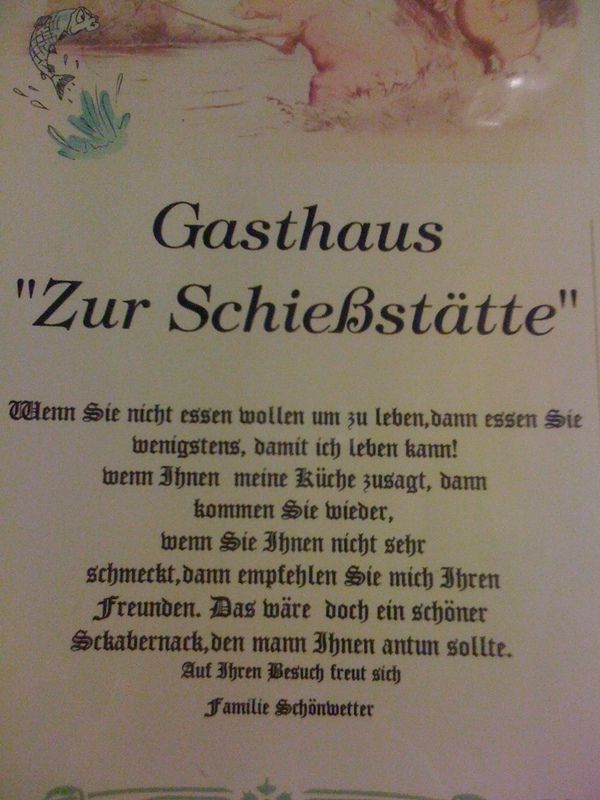 Gasthaus
"Zur Schießstätte"
Wenn Sie nicht essen wollen um zu leben,dann essen Sie
wenigstens, damit ich leben kann!
wenn Ihnen meine Küche zusagt, dann
kommen Sie wieder,
wenn Sie Ihnen nicht sehr
schmeckt,dann empfehlen Sie mich Ihren
Freunden. Das wäre doch ein schöner
Sckabernack,den mann Ihnen antun sollte.
Auf Ihren Besuch freut sich
Familie Schönwetter